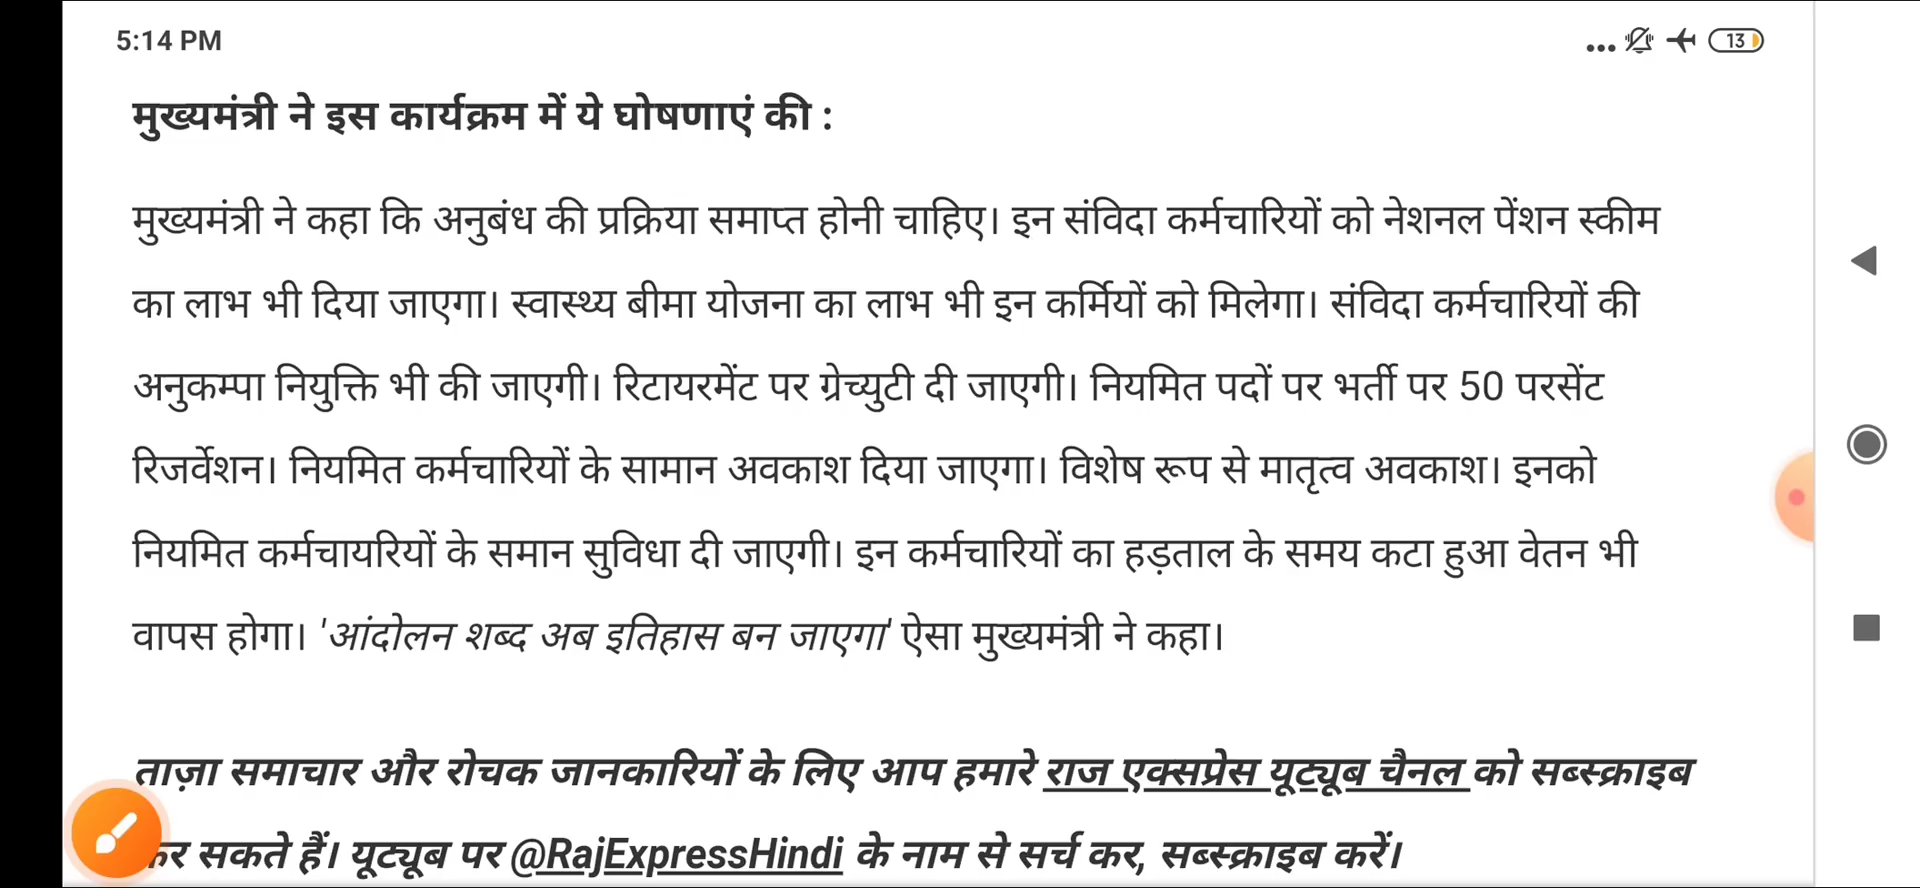 5:14 PM
13
मुख्यमंत्री ने इस कार्यक्रम में ये घोषणाएं की :
मुख्यमंत्री ने कहा कि अनुबंध की प्रक्रिया समाप्त होनी चाहिए। इन संविदा कर्मचारियों को नेशनल पेंशन स्कीम
का लाभ भी दिया जाएगा। स्वास्थ्य बीमा योजना का लाभ भी इन कर्मियों को मिलेगा। संविदा कर्मचारियों की
अनुकम्पा नियुक्ति भी की जाएगी। रिटायरमेंट पर ग्रेच्युटी दी जाएगी। नियमित पदों पर भर्ती पर 50 परसेंट
रिजर्वेशन। नियमित कर्मचारियों के सामान अवकाश दिया जाएगा। विशेष रूप से मातृत्व अवकाश। इनको
नियमित कर्मचायरियों के समान सुविधा दी जाएगी। इन कर्मचारियों का हड़ताल के समय कटा हुआ वेतन भी
वापस होगा। 'आंदोलन शब्द अब इतिहास बन जाएगा' ऐसा मुख्यमंत्री ने कहा।
ताज़ा समाचार और रोचक जानकारियों के लिए आप हमारे राज एक्सप्रेस यूट्यूब चैनल को सब्स्क्राइब
कर सकते हैं। यूट्यूब पर @RajExpressHindi के नाम से सर्च कर, सब्स्क्राइब करें।